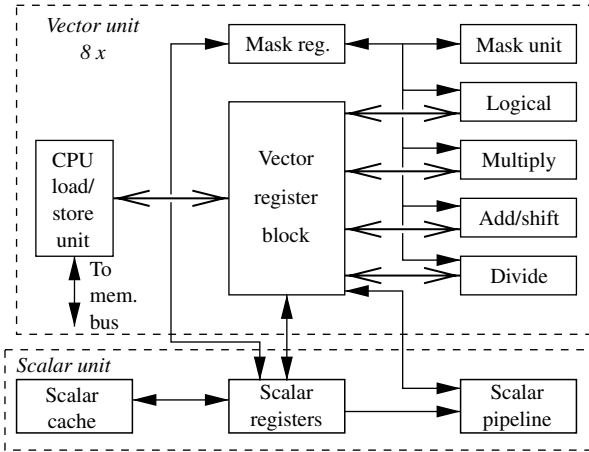 Vector unit
8 x
Mask reg.
Mask unit
Logical
CPU
load/
store
unit
Vector
register
block
Multiply
Add/shift
To
mem.
bus
Divide
Scalar unit
Scalar
cache
Scalar
registers
Scalar
pipeline